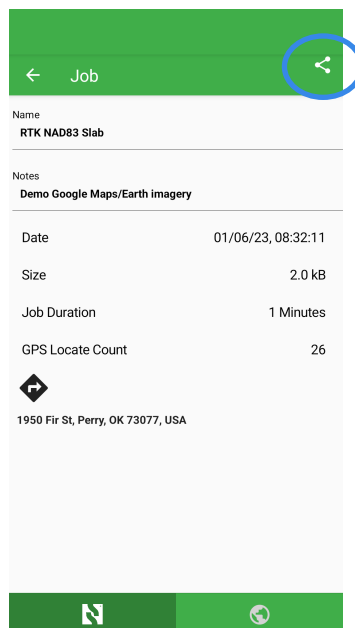 Job
Name
RTK NAD83 Slab
Notes
Demo Google Maps/Earth imagery
Date 01/06/23, 08:32:11
Size 2.0 kB
Job Duration 1 Minutes
GPS Locate Count 26
1950 Fir St, Perry, OK 73077, USA